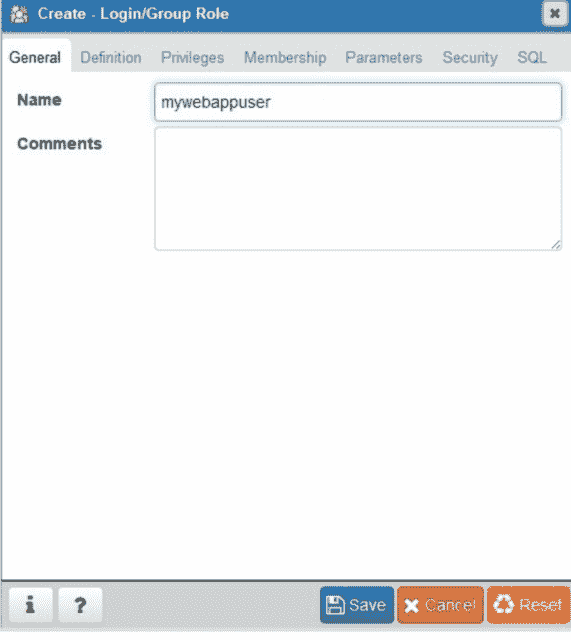 Create - Login/Group Role
General Definition Privileges Membership Parameters Security SQL
Name mywebappuser
Comments
i ? Save Cancel Reset